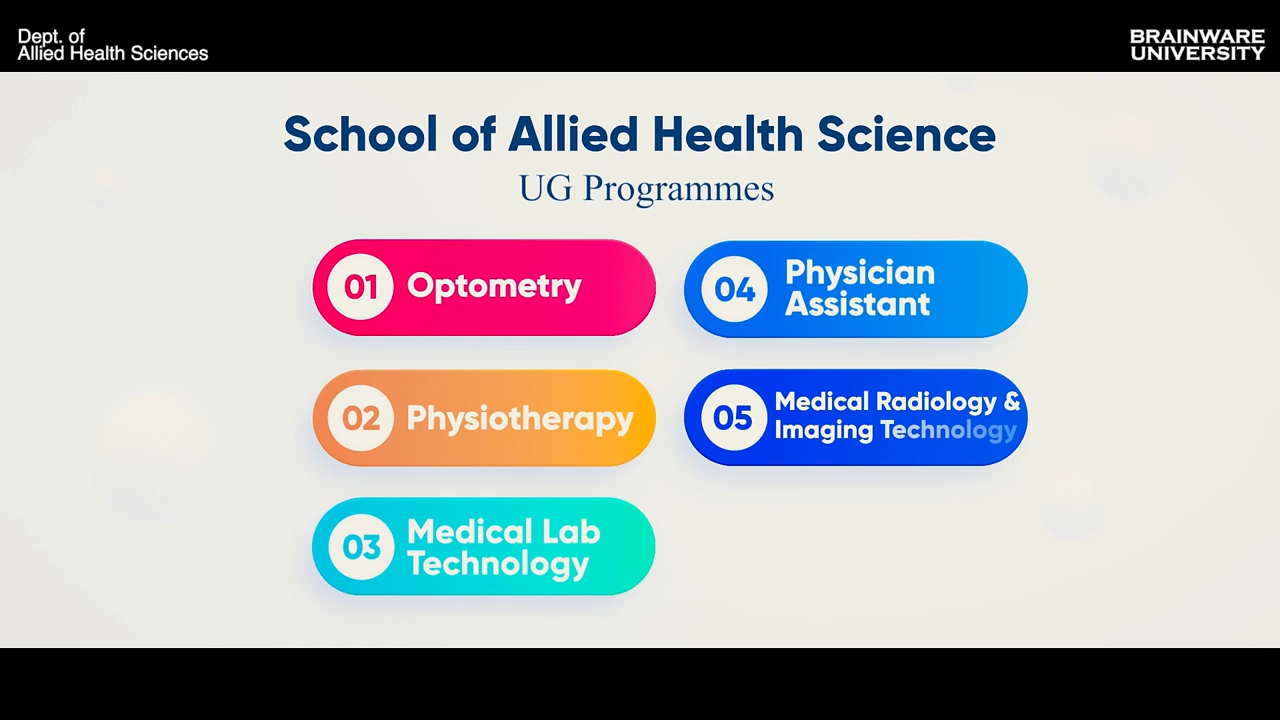 Dept. of
Allied Health Sciences
BRAINWARE
UNIVERSITY
School of Allied Health Science
UG Programmes
01 Optometry
02 Physiotherapy
03 Medical Lab
Technology
04 Physician
Assistant
05 Medical Radiology &
Imaging Technology